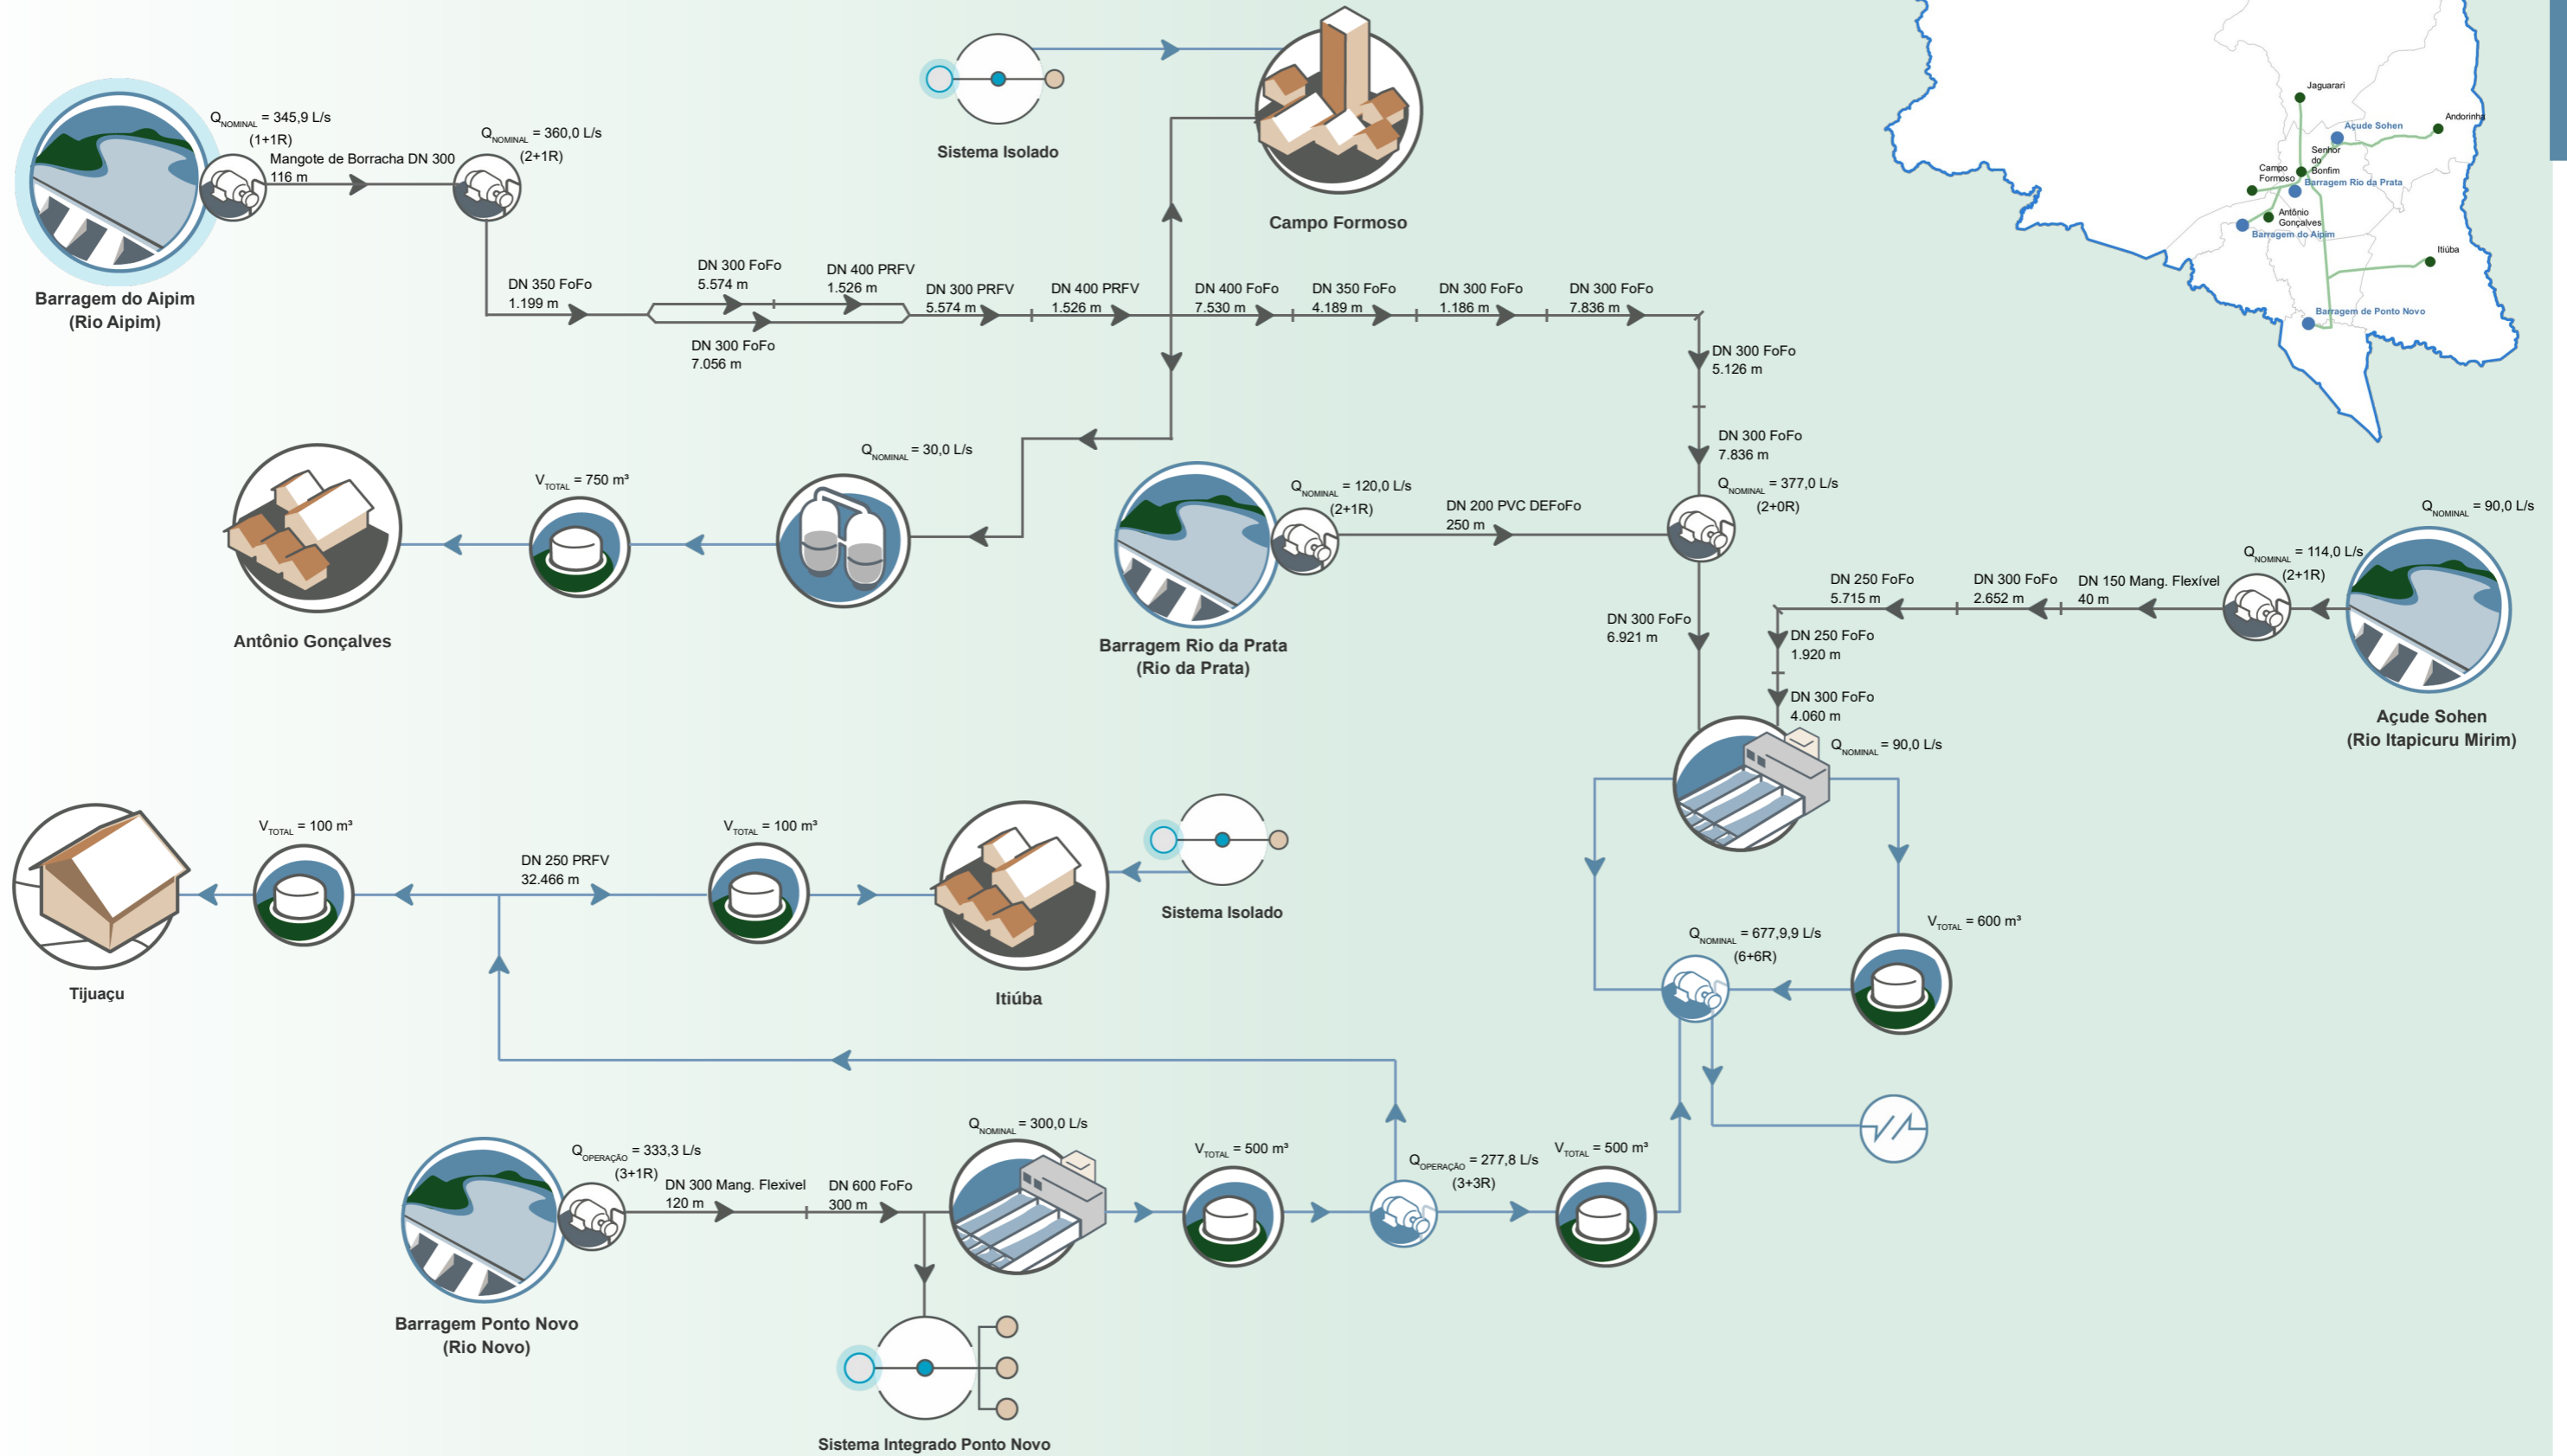 Q NOMINAL = 345,9 L/s
(1+1R)
Mangote de Borracha DN 300
116 m
Q NOMINAL = 360,0 L/s
(2+1R)
Barragem do Aipim
(Rio Aipim)
Sistema Isolado
Campo Formoso
DN 350 FoFo
1.199 m
DN 300 FoFo
5.574 m
DN 400 PRFV
1.526 m
DN 300 FoFo
7.056 m
DN 300 PRFV
5.574 m
DN 400 PRFV
1.526 m
DN 400 FoFo
7.530 m
DN 350 FoFo
4.189 m
DN 300 FoFo
1.186 m
DN 300 FoFo
7.836 m
DN 300 FoFo
5.126 m
DN 300 FoFo
7.836 m
Jaguarari
Açude Sohen
Andorinha
Senhor
do
Bonfim
Campo
Formoso
Barragem Rio da Prata
Antônio
Gonçalves
Barragem do Aipim
Itiúba
Barragem de Ponto Novo
Antônio Gonçalves
V TOTAL = 750 m³
Q NOMINAL = 30,0 L/s
Barragem Rio da Prata
(Rio da Prata)
Q NOMINAL = 120,0 L/s
(2+1R)
DN 200 PVC DEFoFo
250 m
Q NOMINAL = 377,0 L/s
(2+0R)
DN 300 FoFo
6.921 m
Q NOMINAL = 90,0 L/s
Q NOMINAL = 114,0 L/s
(2+1R)
DN 250 FoFo
5.715 m
DN 300 FoFo
2.652 m
DN 150 Mang. Flexível
40 m
DN 250 FoFo
1.920 m
DN 300 FoFo
4.060 m
Açude Sohen
(Rio Itapicuru Mirim)
Q NOMINAL = 90,0 L/s
Tijuaçu
V TOTAL = 100 m³
DN 250 PRFV
32.466 m
V TOTAL = 100 m³
Itiúba
Sistema Isolado
Q NOMINAL = 677,9,9 L/s
(6+6R)
V TOTAL = 600 m³
Barragem Ponto Novo
(Rio Novo)
Q OPERAÇÃO = 333,3 L/s
(3+1R)
DN 300 Mang. Flexivel
120 m
DN 600 FoFo
300 m
Q NOMINAL = 300,0 L/s
V TOTAL = 500 m³
Q OPERAÇÃO = 277,8 L/s
(3+3R)
V TOTAL = 500 m³
Sistema Integrado Ponto Novo